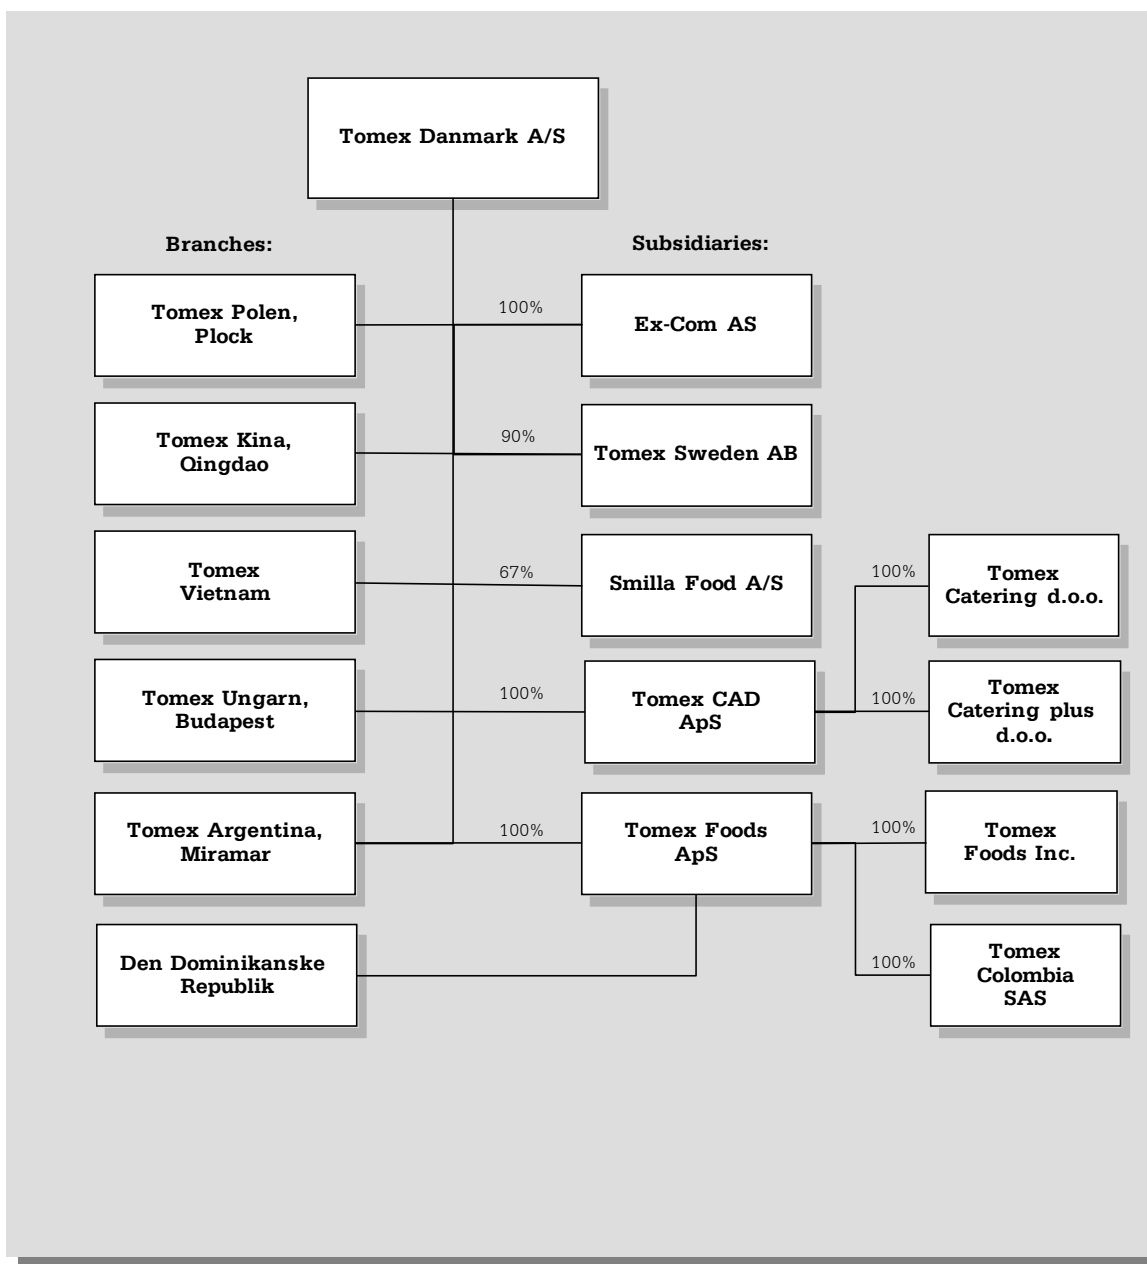 Tomex Danmark A/S
Branches:
Subsidiaries:
Tomex Polen,
Plock
100%
Ex-Com AS
Tomex Kina,
Qingdao
90%
Tomex Sweden AB
Tomex
Vietnam
67%
Smilla Food A/S
100%
Tomex
Catering d.o.o.
Tomex Ungarn,
Budapest
100%
Tomex CAD
ApS
100%
Tomex
Catering plus
d.o.o.
Tomex Argentina,
Miramar
100%
Tomex Foods
ApS
100%
Tomex
Foods Inc.
Den Dominikanske
Republik
100%
Tomex
Colombia
SAS